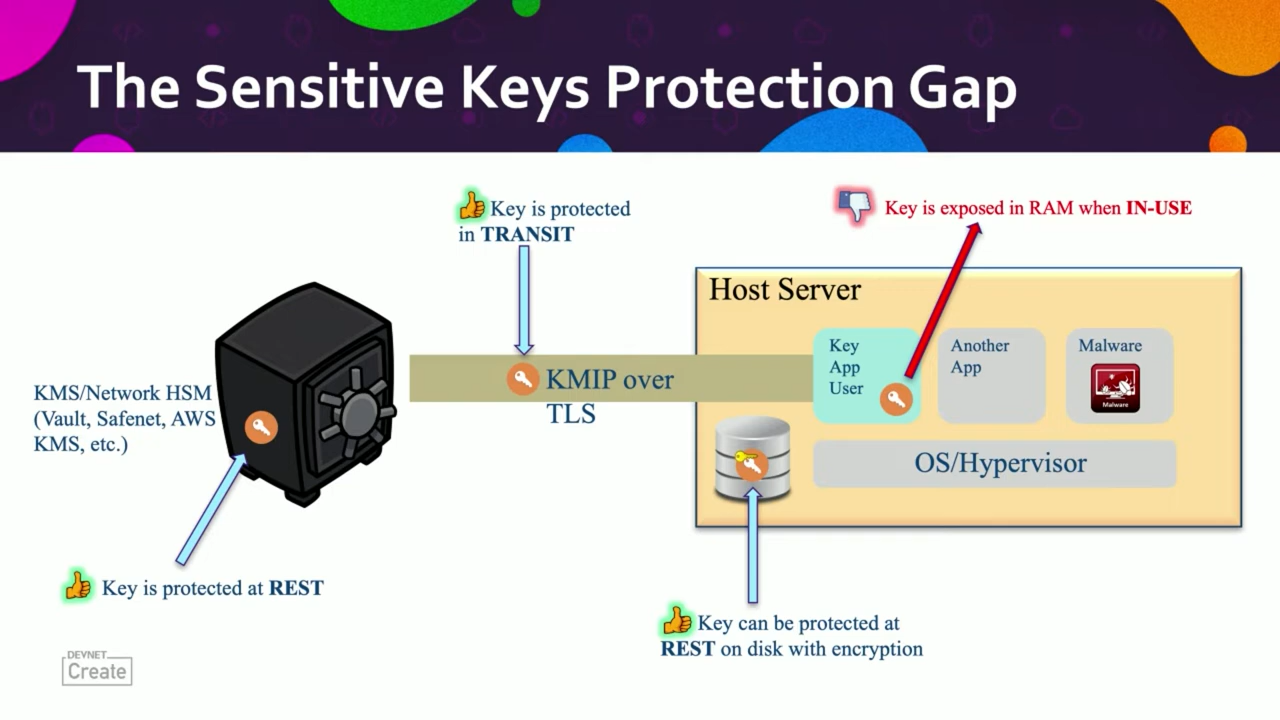 The Sensitive Keys Protection Gap
Key is protected
in TRANSIT
Key is exposed in RAM when IN-USE
Host Server
Key
App
User
Another
App
Malware
Malware
KMIP over
TLS
KMS/Network HSM
(Vault, Safenet, AWS
KMS, etc.)
OS/Hypervisor
Key is protected at REST
Key can be protected at
REST on disk with encryption
DEVNET
Create